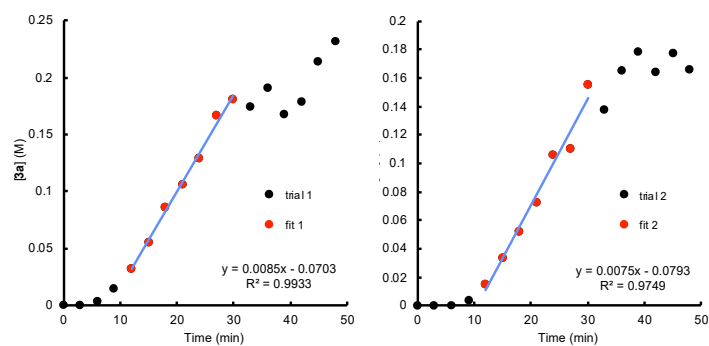 0.25
0.2
0.15
0.1
0.05
0
[3a] (M)
trial 1
fit 1
y = 0.0085x - 0.0703
R² = 0.9933
0 10 20 30 40 50
Time (min)
0.2
0.18
0.16
0.14
0.12
0.1
0.08
0.06
0.04
0.02
0
trial 2
fit 2
y = 0.0075x - 0.0793
R² = 0.9749
0 10 20 30 40 50
Time (min)